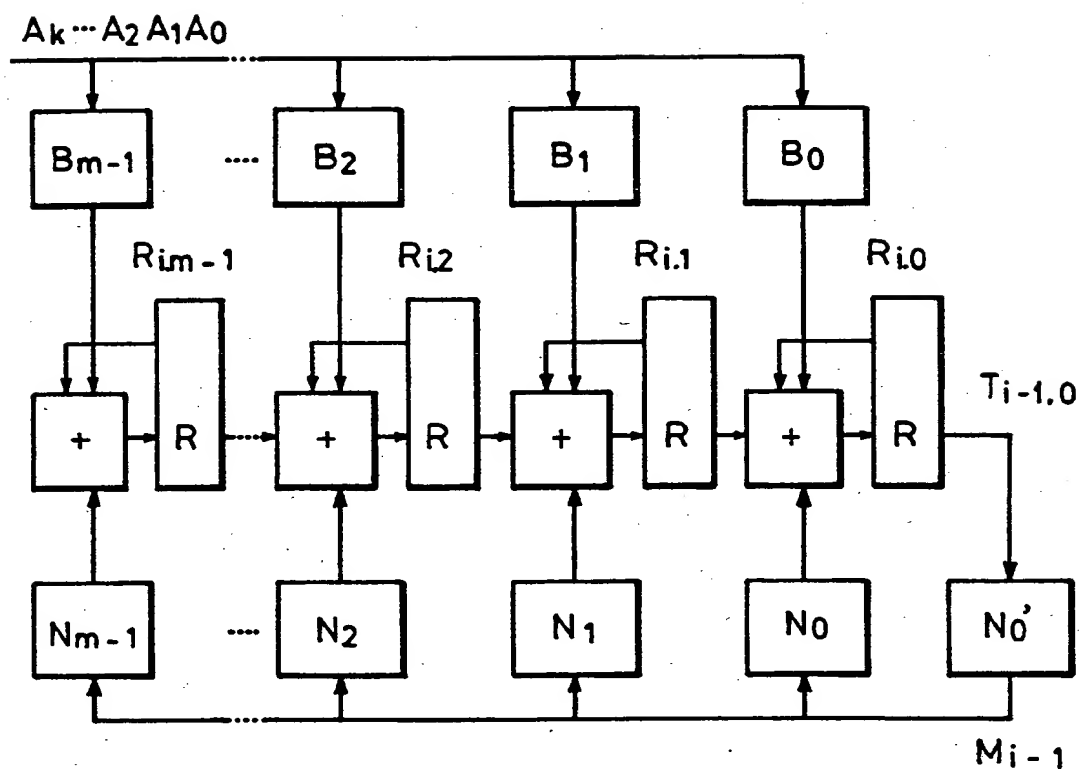 Ak ··· A2 A1 A0
Bm-1 ···· B2 B1 B0
Ri.m-1 Ri.2 Ri.1 Ri.0
Ti-1.0
+ R + R + R + R
Nm-1 ···· N2 N1 N0 N0'
Mi-1